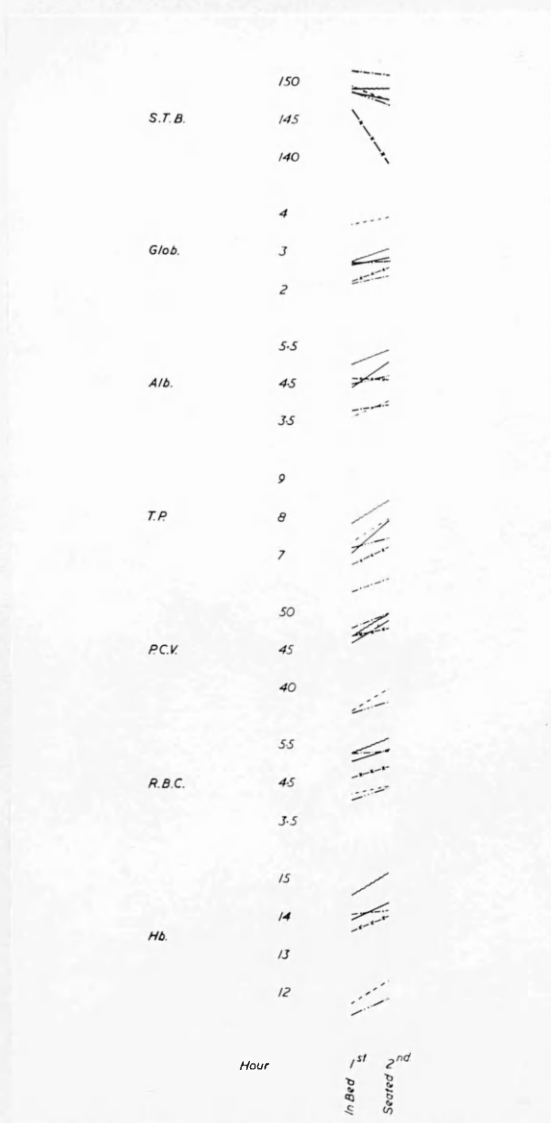 150
S.T.B. 145
140
4
Glob. 3
2
5·5
Alb. 4·5
3·5
9
T.P. 8
7
50
P.C.V. 45
40
5·5
R.B.C. 4·5
3·5
15
14
Hb.
13
12
Hour 1st 2nd
In Bed Seated